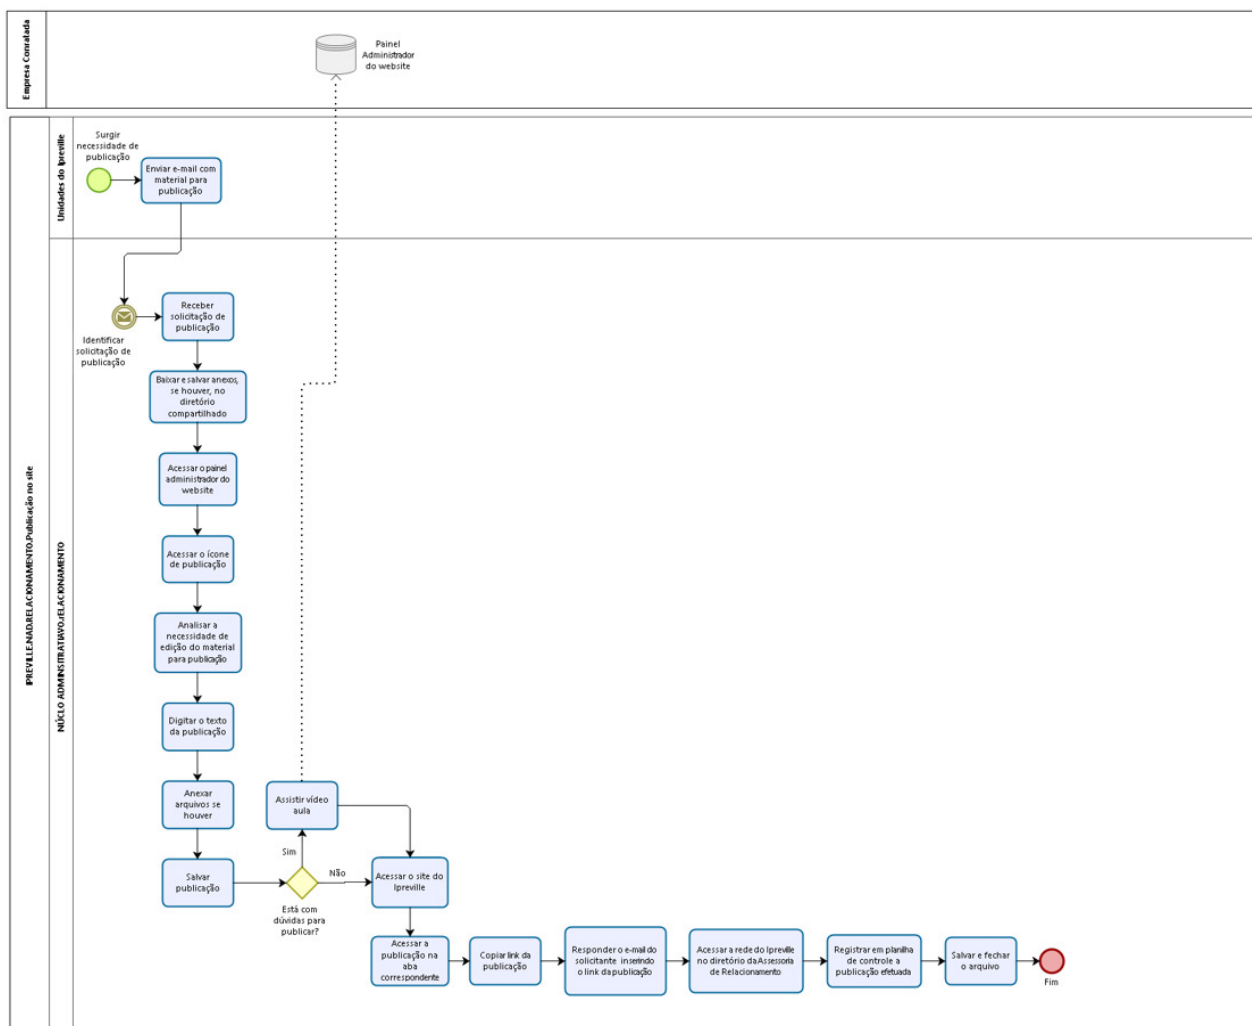 Empresa Conratada
Painel
Administrador
do website
IPREVILLE.NAD.RELACIONAMENTO.Publicação no site
Unidades do Ipreville
Surgir
necessidade de
publicação
Enviar e-mail com
material para
publicação
NÚCLO ADMINSITRATIAVO.rELACIONAMENTO
Identificar
solicitação de
publicação
Receber
solicitação de
publicação
Baixar e salvar anexos,
se houver, no
diretório
compartilhado
Acessar o painel
administrador do
website
Acessar o ícone
de publicação
Analisar a
necessidade de
edição do material
para publicação
Digitar o texto
da publicação
Anexar
arquivos se
houver
Salvar
publicação
Está com
dúvidas para
publicar?
Sim
Assistir vídeo
aula
Não
Acessar o site do
Ipreville
Acessar a
publicação na
aba
correspondente
Copiar link da
publicação
Responder o e-mail do
solicitante inserindo
o link da publicação
Acessar a rede do Ipreville
no diretório da Assessoria
de Relacionamento
Registrar em planilha
de controle a
publicação efetuada
Salvar e fechar
o arquivo
Fim